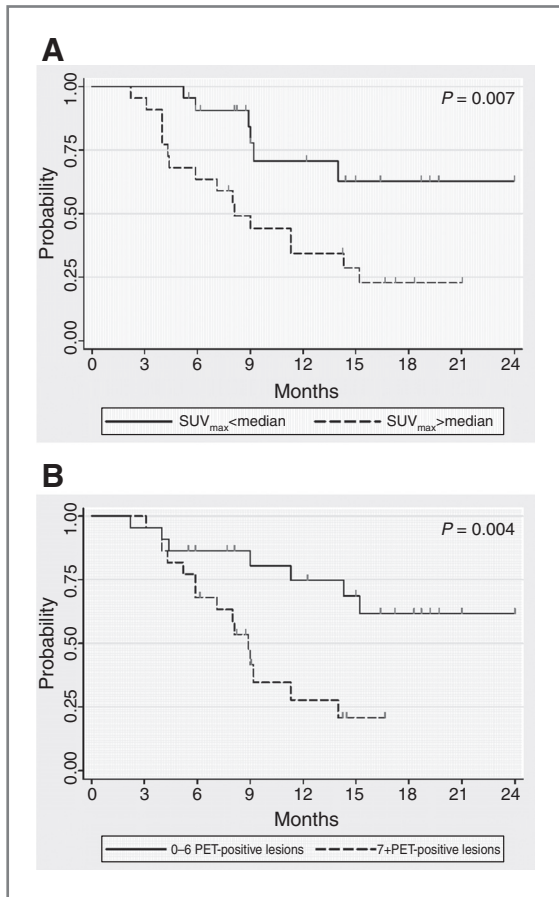 A
1.00
0.75
0.50
0.25
0.00
Probability
P = 0.007
0 3 6 9 12 15 18 21 24
Months
SUVmax<median SUVmax>median
B
1.00
0.75
0.50
0.25
0.00
Probability
P = 0.004
0 3 6 9 12 15 18 21 24
Months
0–6 PET-positive lesions 7+PET-positive lesions